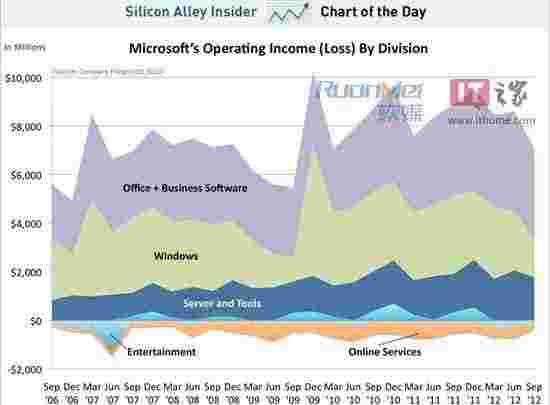 Silicon Alley Insider Chart of the Day
Microsoft's Operating Income (Loss) By Division
In Millions
$10,000
$8,000
$6,000
$4,000
$2,000
$0
-$2,000
RuanMei
软媒
IT之家
www.ithome.com
Office + Business Software
Windows
Server and Tools
Entertainment
Online Services
Sep Dec Mar Jun Sep Dec Mar Jun Sep Dec Mar Jun Sep Dec Mar Jun Sep Dec Mar Jun Sep Dec Mar Jun Sep
'06 '06 '07 '07 '07 '07 '08 '08 '08 '08 '09 '09 '09 '09 '10 '10 '10 '10 '11 '11 '11 '11 '12 '12 '12